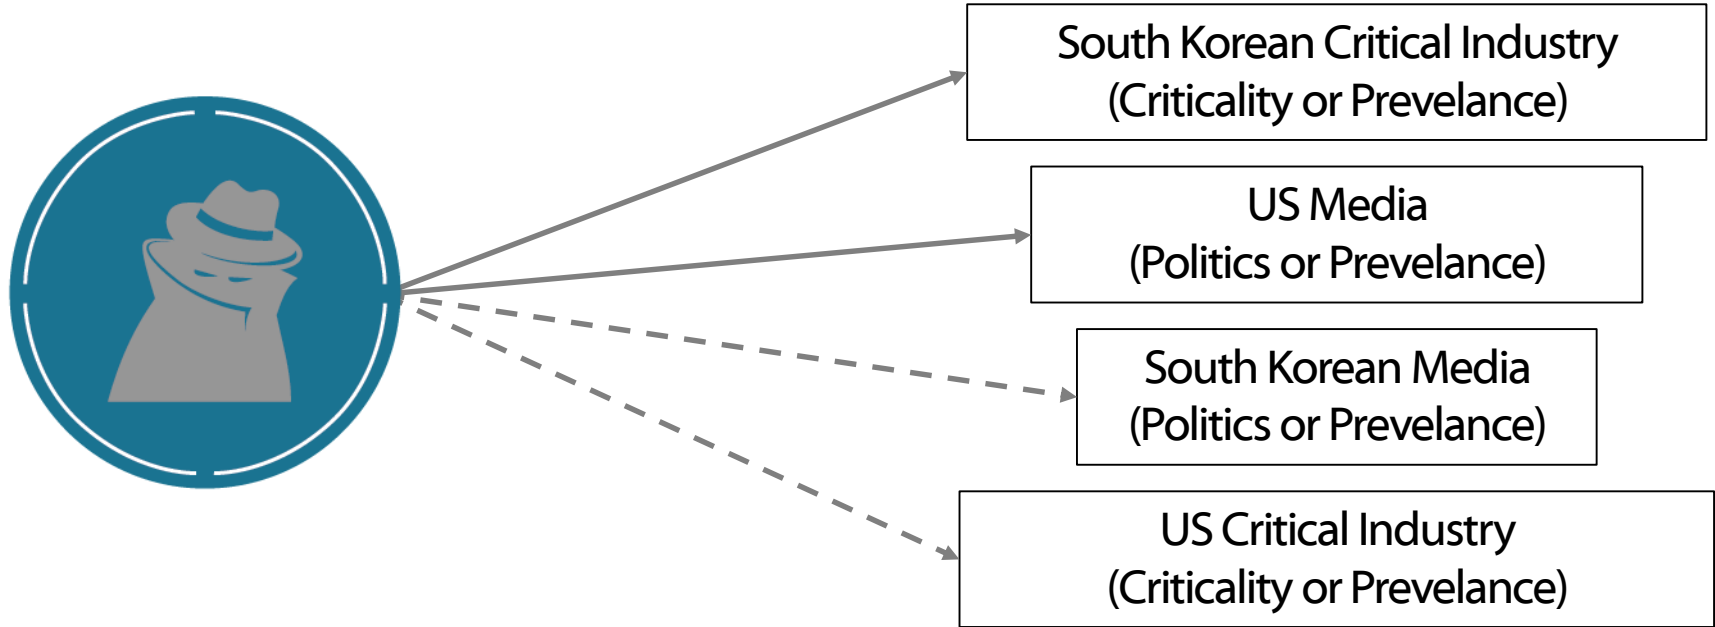 South Korean Critical Industry
(Criticality or Prevelance)
US Media
(Politics or Prevelance)
South Korean Media
(Politics or Prevelance)
US Critical Industry
(Criticality or Prevelance)